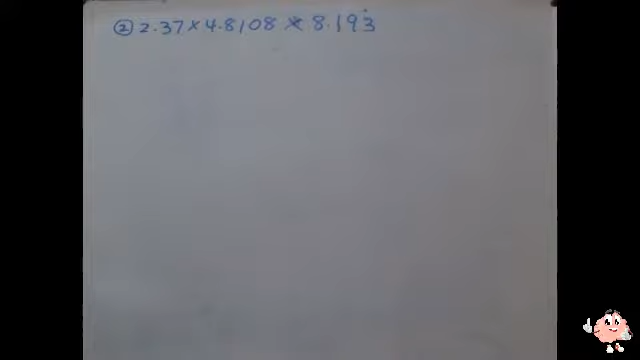 ② 2.37 × 4.8108 × 8.193